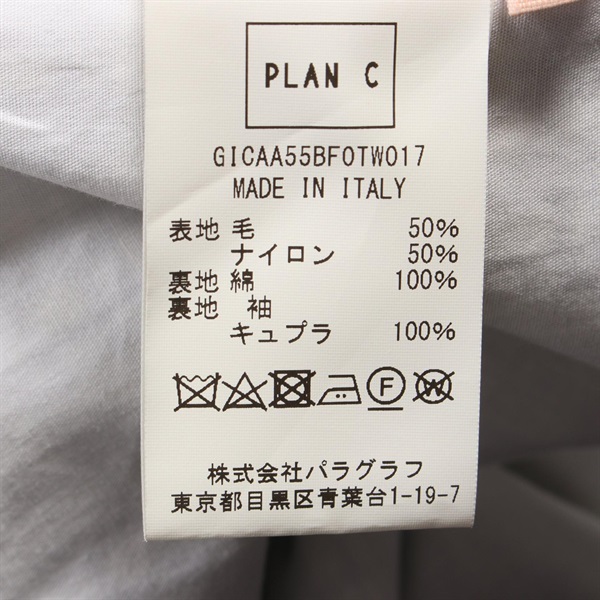 PLAN C
GICAA55BF0TW017
MADE IN ITALY
表地 毛 50%
ナイロン 50%
裏地 綿 100%
裏地 袖
キュプラ 100%
F W
株式会社パラグラフ
東京都目黒区青葉台1-19-7